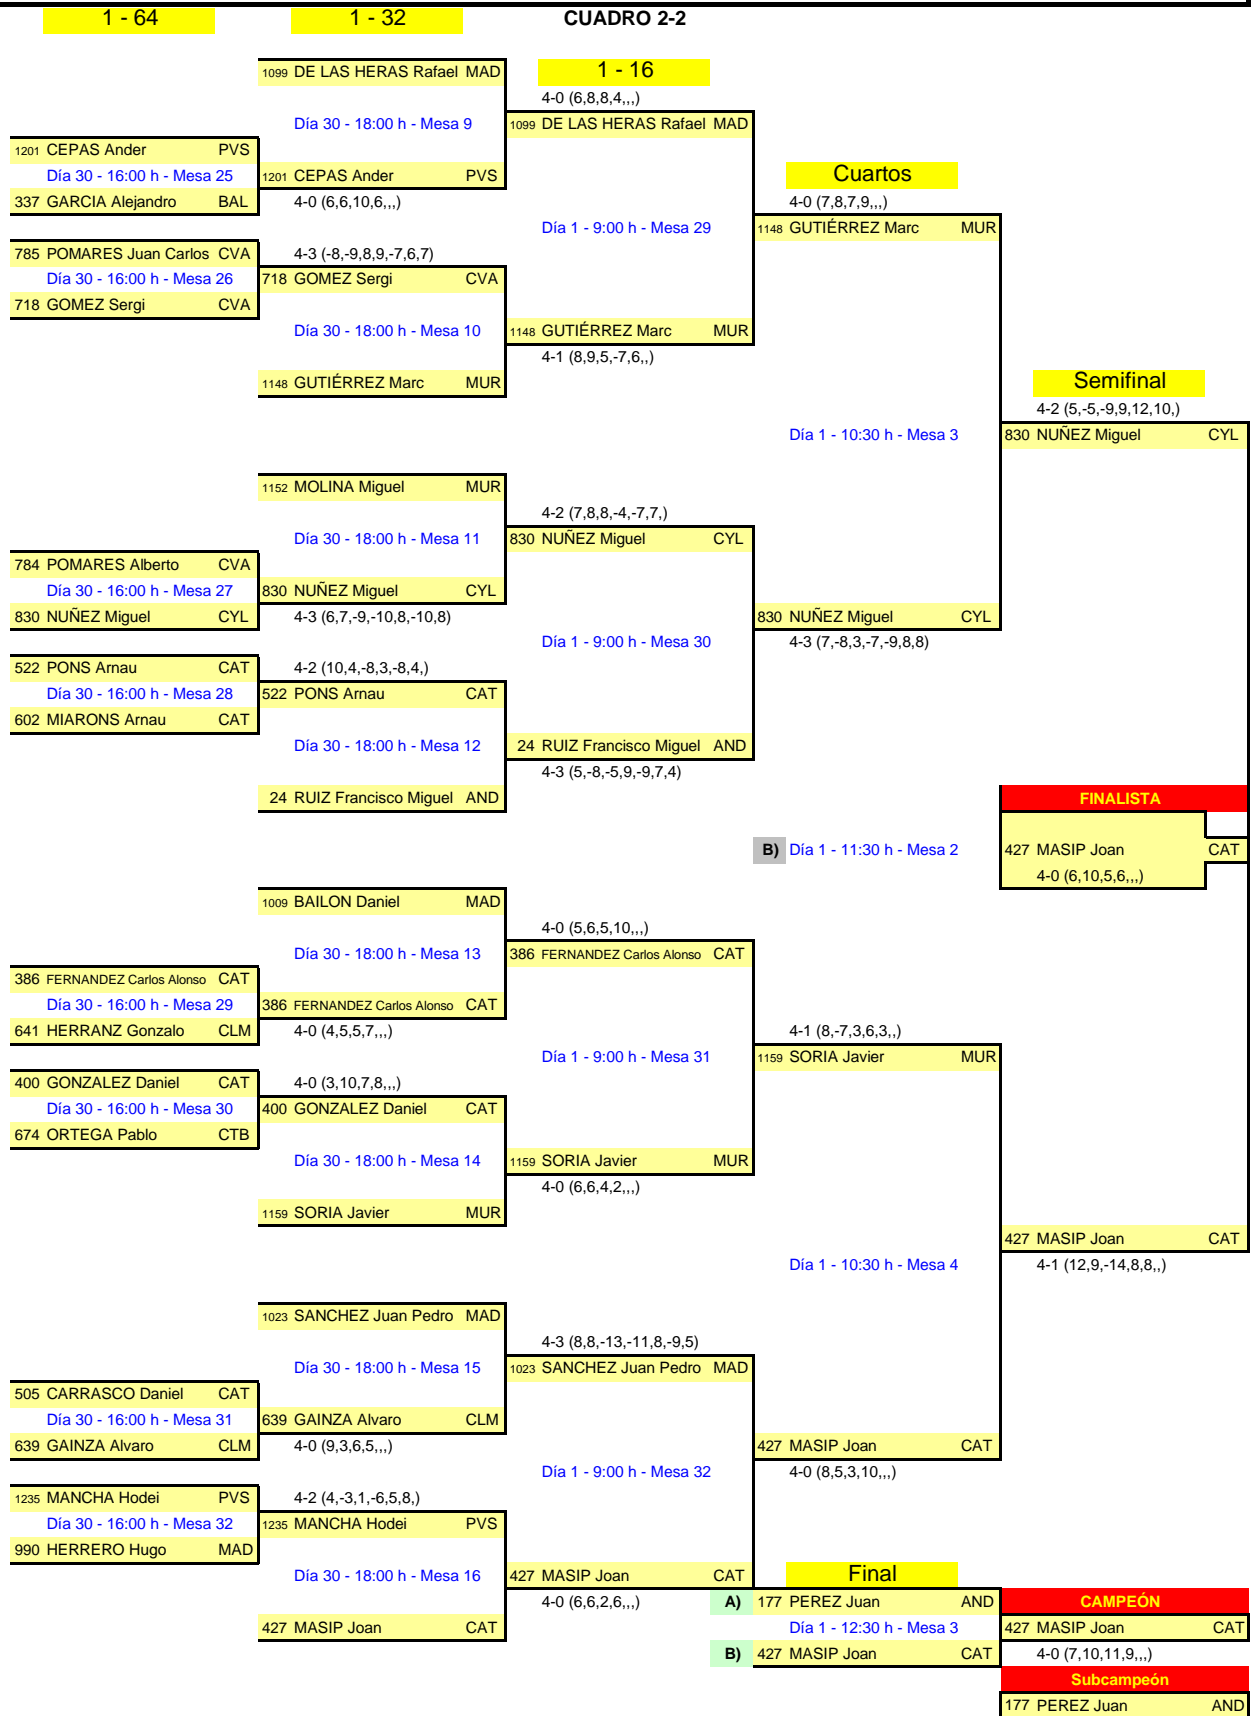 1 - 64 1 - 32 CUADRO 2-2
1099 DE LAS HERAS Rafael MAD 1 - 16
4-0 (6,8,8,4,,,)
Día 30 - 18:00 h - Mesa 9 1099 DE LAS HERAS Rafael MAD
1201 CEPAS Ander PVS
Día 30 - 16:00 h - Mesa 25 1201 CEPAS Ander PVS Cuartos
337 GARCIA Alejandro BAL 4-0 (6,6,10,6,,,) 4-0 (7,8,7,9,,,)
Día 1 - 9:00 h - Mesa 29 1148 GUTIÉRREZ Marc MUR
785 POMARES Juan Carlos CVA 4-3 (-8,-9,8,9,-7,6,7)
Día 30 - 16:00 h - Mesa 26 718 GOMEZ Sergi CVA
718 GOMEZ Sergi CVA
Día 30 - 18:00 h - Mesa 10 1148 GUTIÉRREZ Marc MUR
4-1 (8,9,5,-7,6,,)
1148 GUTIÉRREZ Marc MUR Semifinal
4-2 (5,-5,-9,9,12,10,)
Día 1 - 10:30 h - Mesa 3 830 NUÑEZ Miguel CYL
1152 MOLINA Miguel MUR
4-2 (7,8,8,-4,-7,7,)
Día 30 - 18:00 h - Mesa 11 830 NUÑEZ Miguel CYL
784 POMARES Alberto CVA
Día 30 - 16:00 h - Mesa 27 830 NUÑEZ Miguel CYL
830 NUÑEZ Miguel CYL 4-3 (6,7,-9,-10,8,-10,8) 830 NUÑEZ Miguel CYL
Día 1 - 9:00 h - Mesa 30 4-3 (7,-8,3,-7,-9,8,8)
522 PONS Arnau CAT 4-2 (10,4,-8,3,-8,4,)
Día 30 - 16:00 h - Mesa 28 522 PONS Arnau CAT
602 MIARONS Arnau CAT
Día 30 - 18:00 h - Mesa 12 24 RUIZ Francisco Miguel AND
4-3 (5,-8,-5,9,-9,7,4)
24 RUIZ Francisco Miguel AND FINALISTA
B) Día 1 - 11:30 h - Mesa 2 427 MASIP Joan CAT
4-0 (6,10,5,6,,,)
1009 BAILON Daniel MAD
4-0 (5,6,5,10,,,)
Día 30 - 18:00 h - Mesa 13 386 FERNANDEZ Carlos Alonso CAT
386 FERNANDEZ Carlos Alonso CAT
Día 30 - 16:00 h - Mesa 29 386 FERNANDEZ Carlos Alonso CAT
641 HERRANZ Gonzalo CLM 4-0 (4,5,5,7,,,) 4-1 (8,-7,3,6,3,,)
Día 1 - 9:00 h - Mesa 31 1159 SORIA Javier MUR
400 GONZALEZ Daniel CAT 4-0 (3,10,7,8,,,)
Día 30 - 16:00 h - Mesa 30 400 GONZALEZ Daniel CAT
674 ORTEGA Pablo CTB
Día 30 - 18:00 h - Mesa 14 1159 SORIA Javier MUR
4-0 (6,6,4,2,,,)
1159 SORIA Javier MUR
427 MASIP Joan CAT
Día 1 - 10:30 h - Mesa 4 4-1 (12,9,-14,8,8,,)
1023 SANCHEZ Juan Pedro MAD
4-3 (8,8,-13,-11,8,-9,5)
Día 30 - 18:00 h - Mesa 15 1023 SANCHEZ Juan Pedro MAD
505 CARRASCO Daniel CAT
Día 30 - 16:00 h - Mesa 31 639 GAINZA Alvaro CLM
639 GAINZA Alvaro CLM 4-0 (9,3,6,5,,,) 427 MASIP Joan CAT
Día 1 - 9:00 h - Mesa 32 4-0 (8,5,3,10,,,)
1235 MANCHA Hodei PVS 4-2 (4,-3,1,-6,5,8,)
Día 30 - 16:00 h - Mesa 32 1235 MANCHA Hodei PVS
990 HERRERO Hugo MAD
Día 30 - 18:00 h - Mesa 16 427 MASIP Joan CAT Final
4-0 (6,6,2,6,,,) A) 177 PEREZ Juan AND CAMPEÓN
427 MASIP Joan CAT Día 1 - 12:30 h - Mesa 3 427 MASIP Joan CAT
B) 427 MASIP Joan CAT 4-0 (7,10,11,9,,,)
Subcampeón
177 PEREZ Juan AND